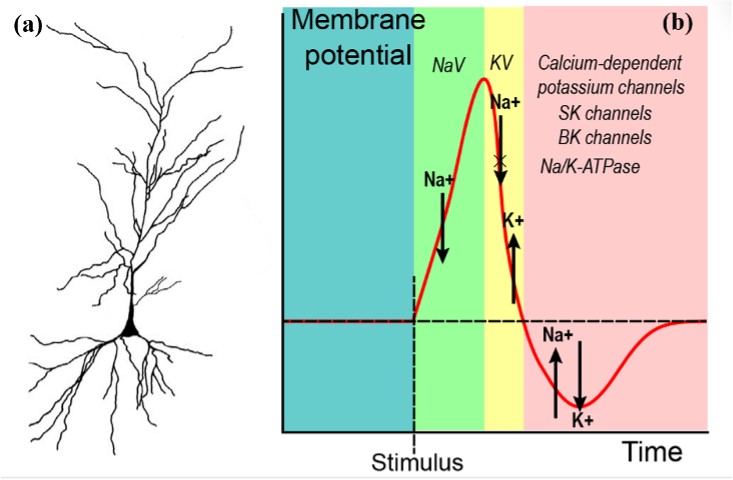 (a)
Membrane
potential
(b)
NaV
KV
Calcium-dependent
potassium channels
SK channels
BK channels
Na/K-ATPase
Na+
Na+
K+
Na+
K+
Time
Stimulus